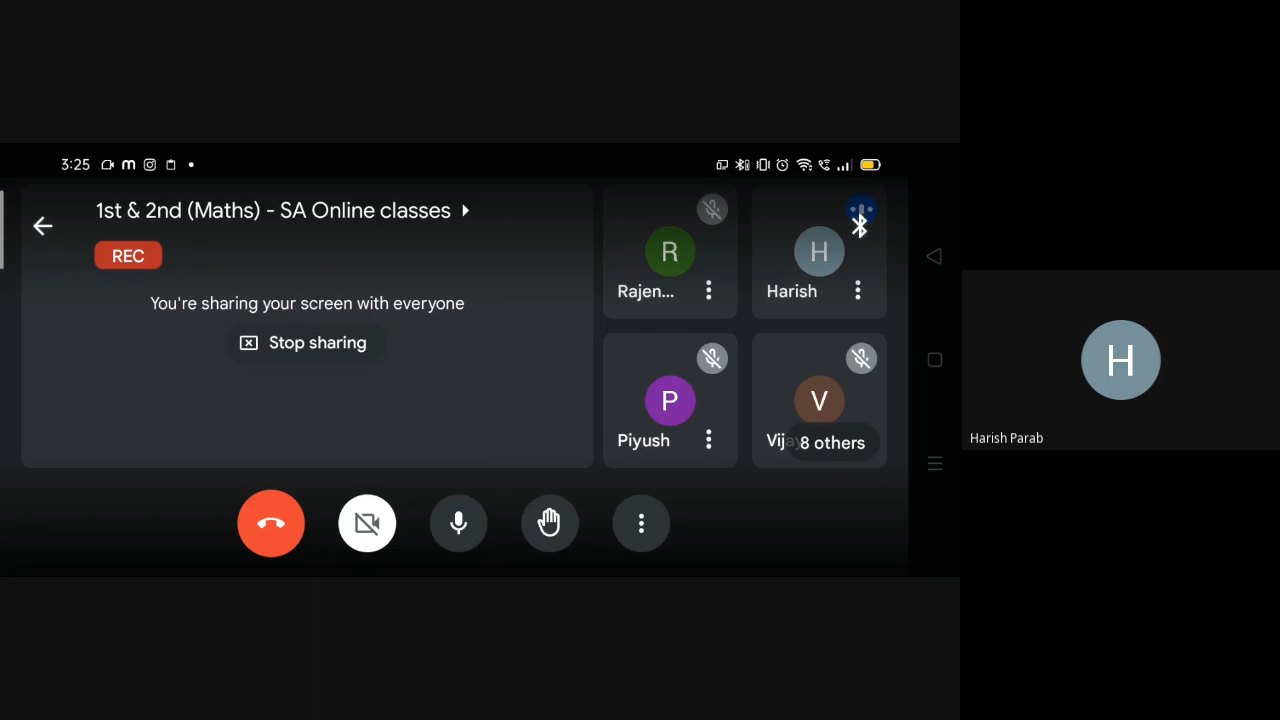 3:25
1st & 2nd (Maths) - SA Online classes
REC
You're sharing your screen with everyone
Stop sharing
R
Rajen...
H
Harish
P
Piyush
V
Vijay
8 others
H
Harish Parab